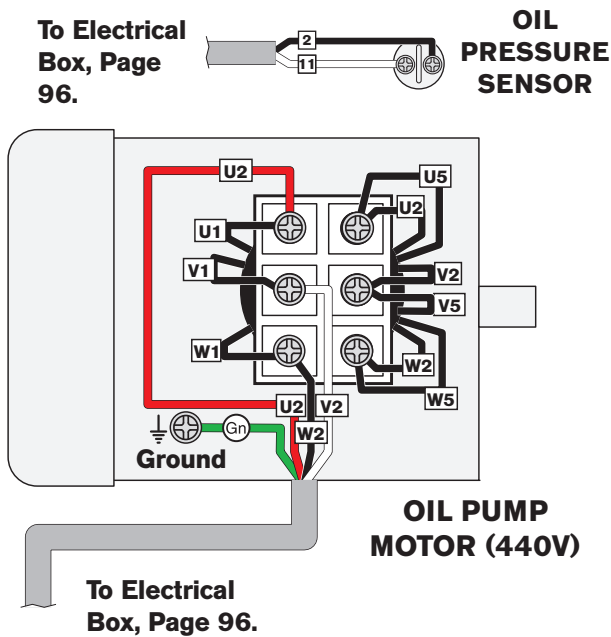 To Electrical
Box, Page
96.
2
11
OIL
PRESSURE
SENSOR
U2
U5
U2
U1
V1
V2
V5
W1
W2
W5
U2
V2
W2
Gn
Ground
OIL PUMP
MOTOR (440V)
To Electrical
Box, Page 96.